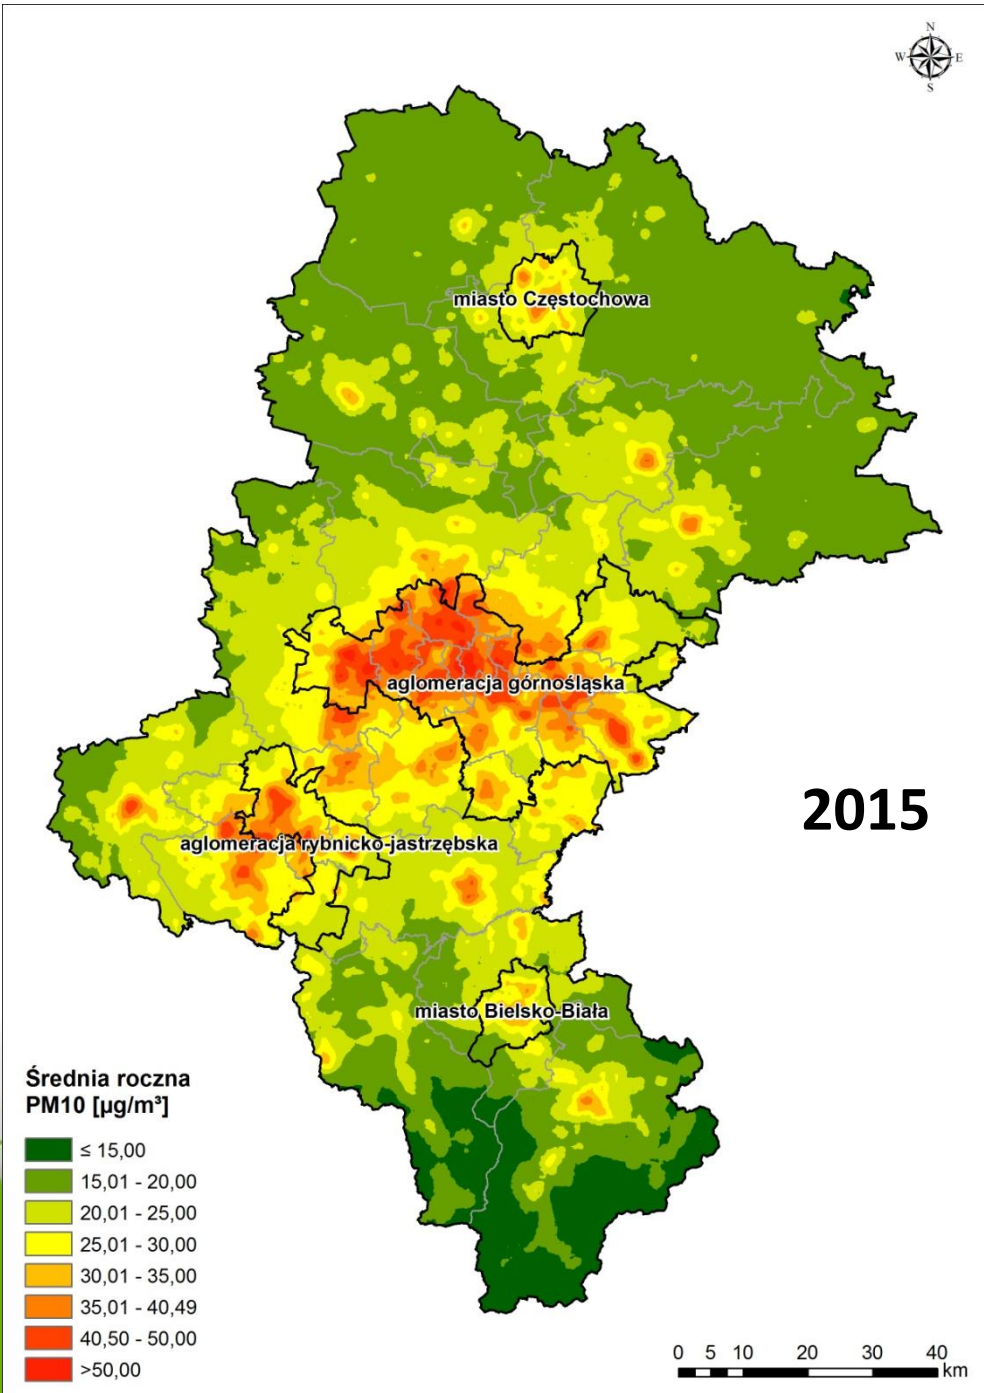 N
W E
S
miasto Częstochowa
aglomeracja górnośląska
2015
aglomeracja rybnicko-jastrzębska
miasto Bielsko-Biała
Średnia roczna
PM10 [µg/m³]
≤ 15,00
15,01 - 20,00
20,01 - 25,00
25,01 - 30,00
30,01 - 35,00
35,01 - 40,49
40,50 - 50,00
>50,00
0 5 10 20 30 40
km